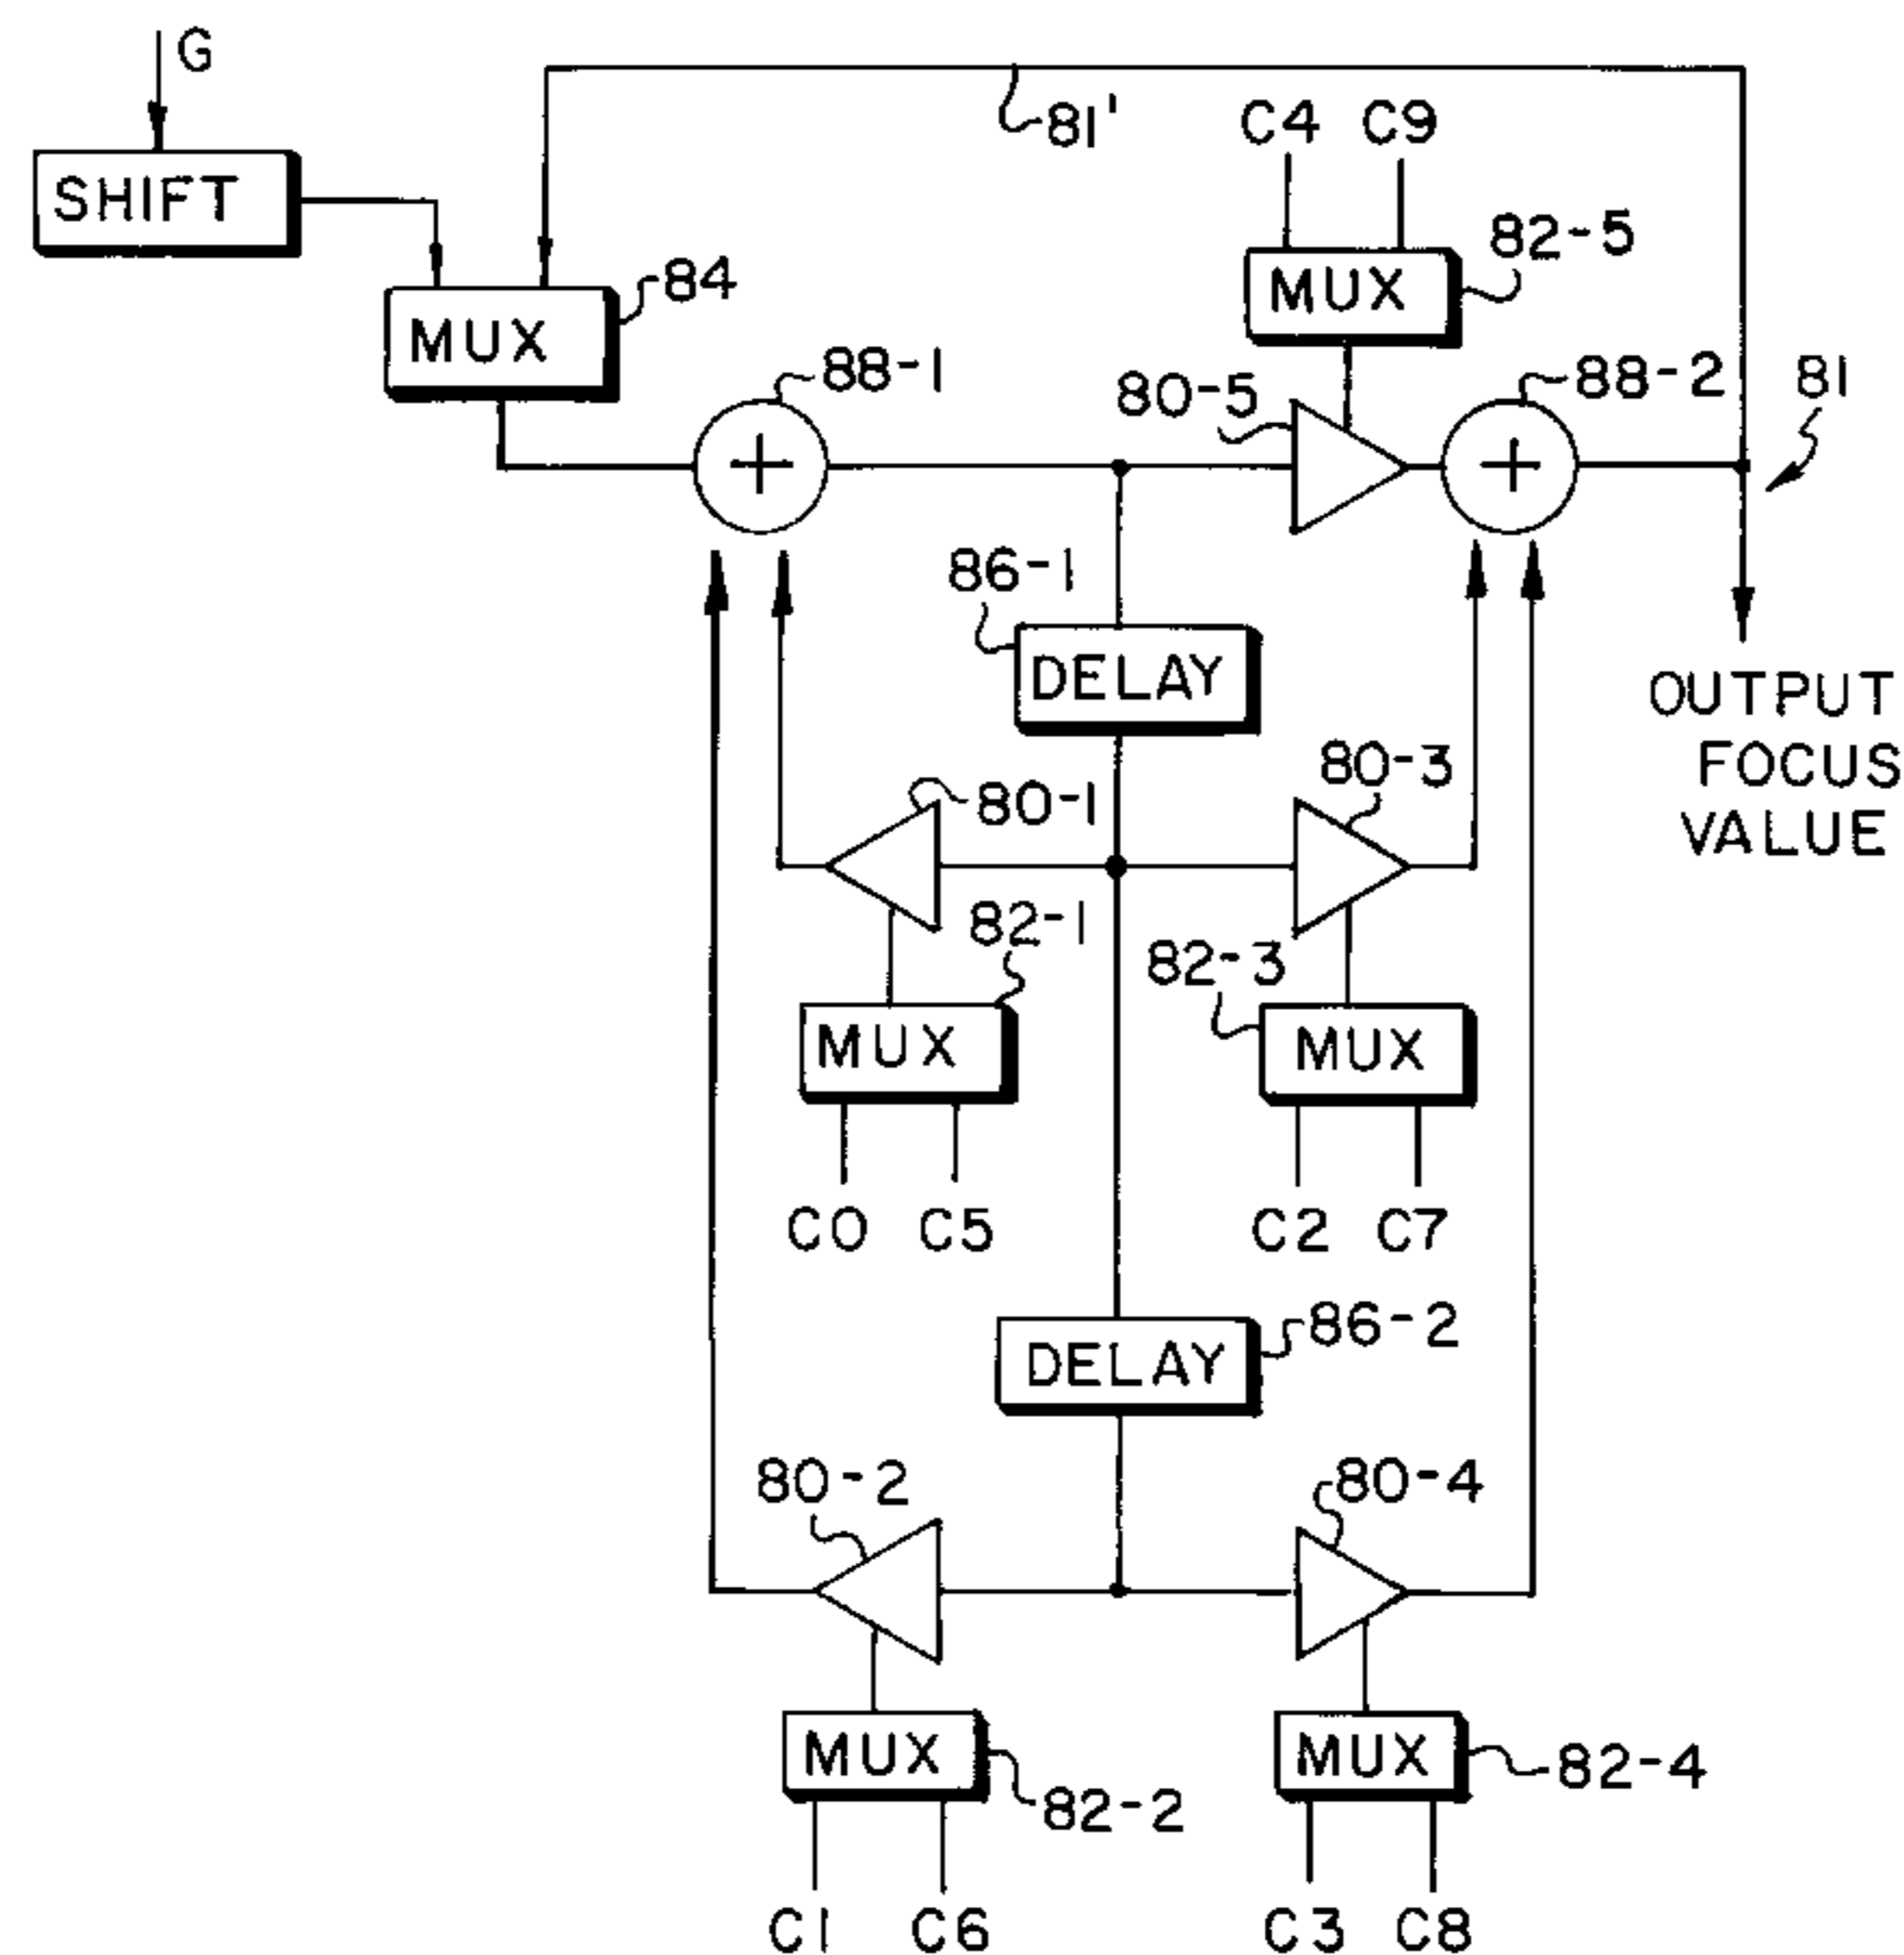 G
81'
C4 C9
SHIFT
82-5
MUX
84
MUX
88-1
80-5
88-2
81
+
+
86-1
DELAY
OUTPUT
FOCUS
VALUE
80-1
80-3
82-1
82-3
MUX
MUX
C0 C5
C2 C7
86-2
DELAY
80-2
80-4
MUX
MUX
82-2
82-4
C1 C6
C3 C8